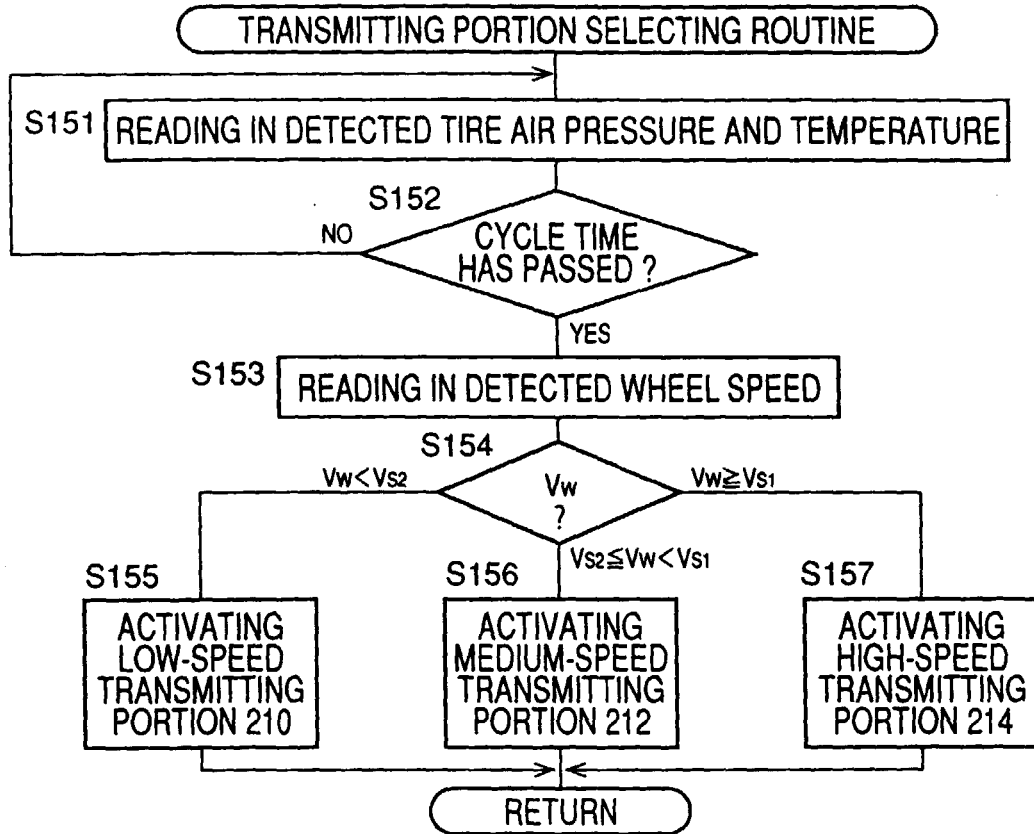 TRANSMITTING PORTION SELECTING ROUTINE
S151
READING IN DETECTED TIRE AIR PRESSURE AND TEMPERATURE
S152
NO
CYCLE TIME
HAS PASSED ?
YES
S153
READING IN DETECTED WHEEL SPEED
S154
VW<VS2
VW
?
VW≧VS1
VS2≦VW<VS1
S155
ACTIVATING
LOW-SPEED
TRANSMITTING
PORTION 210
S156
ACTIVATING
MEDIUM-SPEED
TRANSMITTING
PORTION 212
S157
ACTIVATING
HIGH-SPEED
TRANSMITTING
PORTION 214
RETURN